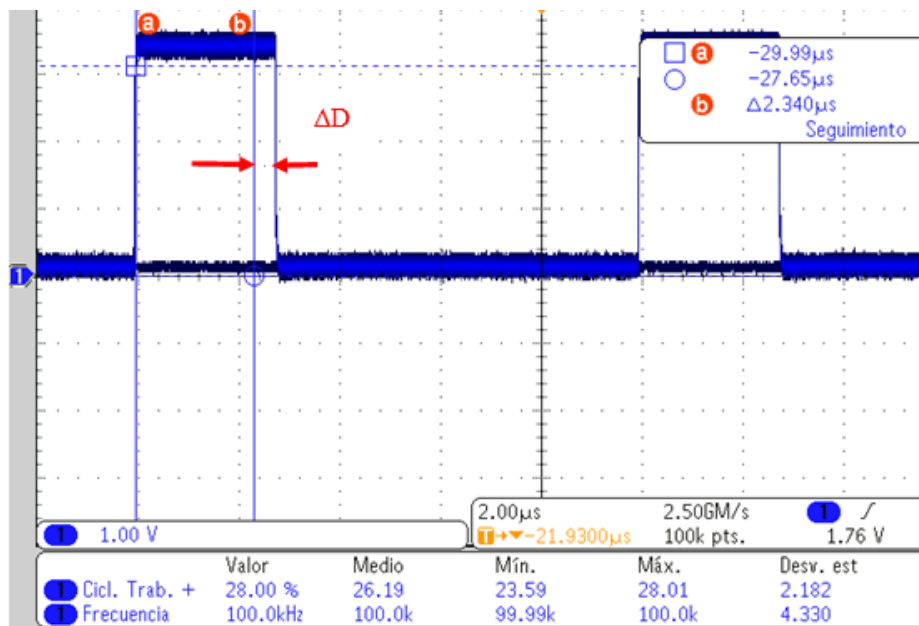 a b
a -29.99µs
-27.65µs
b Δ2.340µs
Seguimiento
ΔD
1
1 1.00 V
2.00µs 2.50GM/s 1
T→▼-21.9300µs 100k pts. 1.76 V
Valor Medio Mín. Máx. Desv. est
1 Cicl. Trab. + 28.00 % 26.19 23.59 28.01 2.182
1 Frecuencia 100.0kHz 100.0k 99.99k 100.0k 4.330